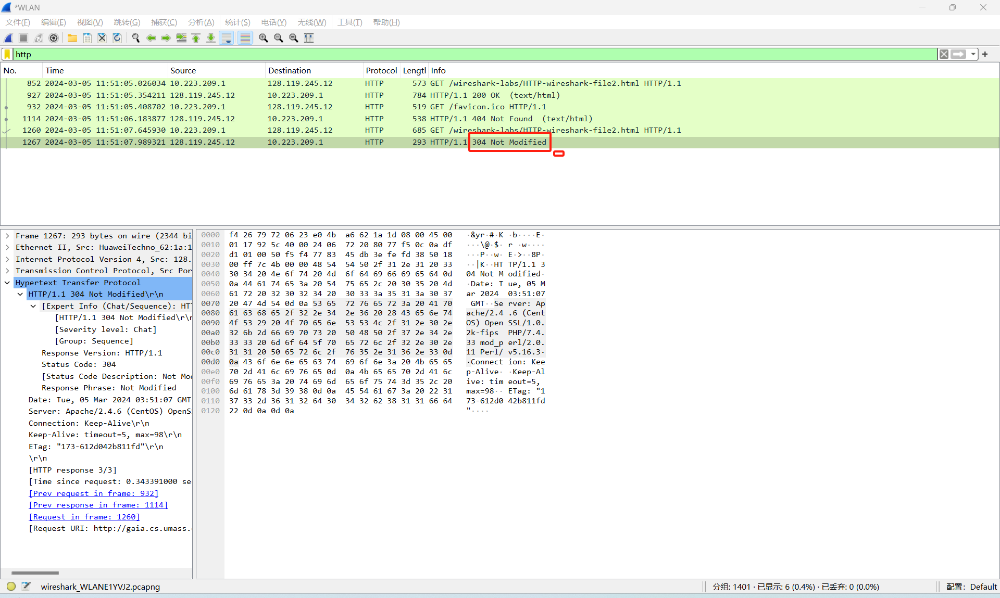 *WLAN
文件(F) 编辑(E) 视图(V) 跳转(G) 捕获(C) 分析(A) 统计(S) 电话(Y) 无线(W) 工具(T) 帮助(H)
http
No. Time Source Destination Protocol Length Info
852 2024-03-05 11:51:05.026034 10.223.209.1 128.119.245.12 HTTP 573 GET /wireshark-labs/HTTP-wireshark-file2.html HTTP/1.1
927 2024-03-05 11:51:05.354211 128.119.245.12 10.223.209.1 HTTP 784 HTTP/1.1 200 OK (text/html)
932 2024-03-05 11:51:05.408702 10.223.209.1 128.119.245.12 HTTP 519 GET /favicon.ico HTTP/1.1
1114 2024-03-05 11:51:06.183877 128.119.245.12 10.223.209.1 HTTP 538 HTTP/1.1 404 Not Found (text/html)
1260 2024-03-05 11:51:07.645930 10.223.209.1 128.119.245.12 HTTP 685 GET /wireshark-labs/HTTP-wireshark-file2.html HTTP/1.1
1267 2024-03-05 11:51:07.989321 128.119.245.12 10.223.209.1 HTTP 293 HTTP/1.1 304 Not Modified
Frame 1267: 293 bytes on wire (2344 bi
Ethernet II, Src: HuaweiTechno_62:1a:1
Internet Protocol Version 4, Src: 128.
Transmission Control Protocol, Src Por
Hypertext Transfer Protocol
HTTP/1.1 304 Not Modified\r\n
[Expert Info (Chat/Sequence): HTT
[HTTP/1.1 304 Not Modified\r\n
[Severity level: Chat]
[Group: Sequence]
Response Version: HTTP/1.1
Status Code: 304
[Status Code Description: Not Mod
Response Phrase: Not Modified
Date: Tue, 05 Mar 2024 03:51:07 GMT
Server: Apache/2.4.6 (CentOS) OpenS
Connection: Keep-Alive\r\n
Keep-Alive: timeout=5, max=98\r\n
ETag: "173-612d042b811fd"\r\n
\r\n
[HTTP response 3/3]
[Time since request: 0.343391000 se
[Prev request in frame: 932]
[Prev response in frame: 1114]
[Request in frame: 1260]
[Request URI: http://gaia.cs.umass.
0000 f4 26 79 72 06 23 e0 4b a6 62 1a 1d 08 00 45 00 ·&yr·#·K ·b····E·
0010 01 17 92 5c 40 00 24 06 72 20 80 77 f5 0c 0a df ···\@·$· r ·w····
0020 d1 01 00 50 f5 f4 77 83 45 db 3e fe fd 38 50 18 ···P··w· E·>··8P·
0030 00 ff 7c 4b 00 00 48 54 54 50 2f 31 2e 31 20 33 ··|K··HT TP/1.1 3
0040 30 34 20 4e 6f 74 20 4d 6f 64 69 66 69 65 64 0d 04 Not M odified·
0050 0a 44 61 74 65 3a 20 54 75 65 2c 20 30 35 20 4d ·Date: T ue, 05 M
0060 61 72 20 32 30 32 34 20 30 33 3a 35 31 3a 30 37 ar 2024 03:51:07
0070 20 47 4d 54 0d 0a 53 65 72 76 65 72 3a 20 41 70 GMT··Se rver: Ap
0080 61 63 68 65 2f 32 2e 34 2e 36 20 28 43 65 6e 74 ache/2.4 .6 (Cent
0090 4f 53 29 20 4f 70 65 6e 53 53 4c 2f 31 2e 30 2e OS) Open SSL/1.0.
00a0 32 6b 2d 66 69 70 73 20 50 48 50 2f 37 2e 34 2e 2k-fips PHP/7.4.
00b0 33 33 20 6d 6f 64 5f 70 65 72 6c 2f 32 2e 30 2e 33 mod_p erl/2.0.
00c0 31 31 20 50 65 72 6c 2f 76 35 2e 31 36 2e 33 0d 11 Perl/ v5.16.3·
00d0 0a 43 6f 6e 6e 65 63 74 69 6f 6e 3a 20 4b 65 65 ·Connect ion: Kee
00e0 70 2d 41 6c 69 76 65 0d 0a 4b 65 65 70 2d 41 6c p-Alive· ·Keep-Al
00f0 69 76 65 3a 20 74 69 6d 65 6f 75 74 3d 35 2c 20 ive: tim eout=5,
0100 6d 61 78 3d 39 38 0d 0a 45 54 61 67 3a 20 22 31 max=98·· ETag: "1
0110 37 33 2d 36 31 32 64 30 34 32 62 38 31 31 66 64 73-612d0 42b811fd
0120 22 0d 0a 0d 0a "····
wireshark_WLANE1YVJ2.pcapng 分组: 1401 · 已显示: 6 (0.4%) · 已丢弃: 0 (0.0%) 配置: Default